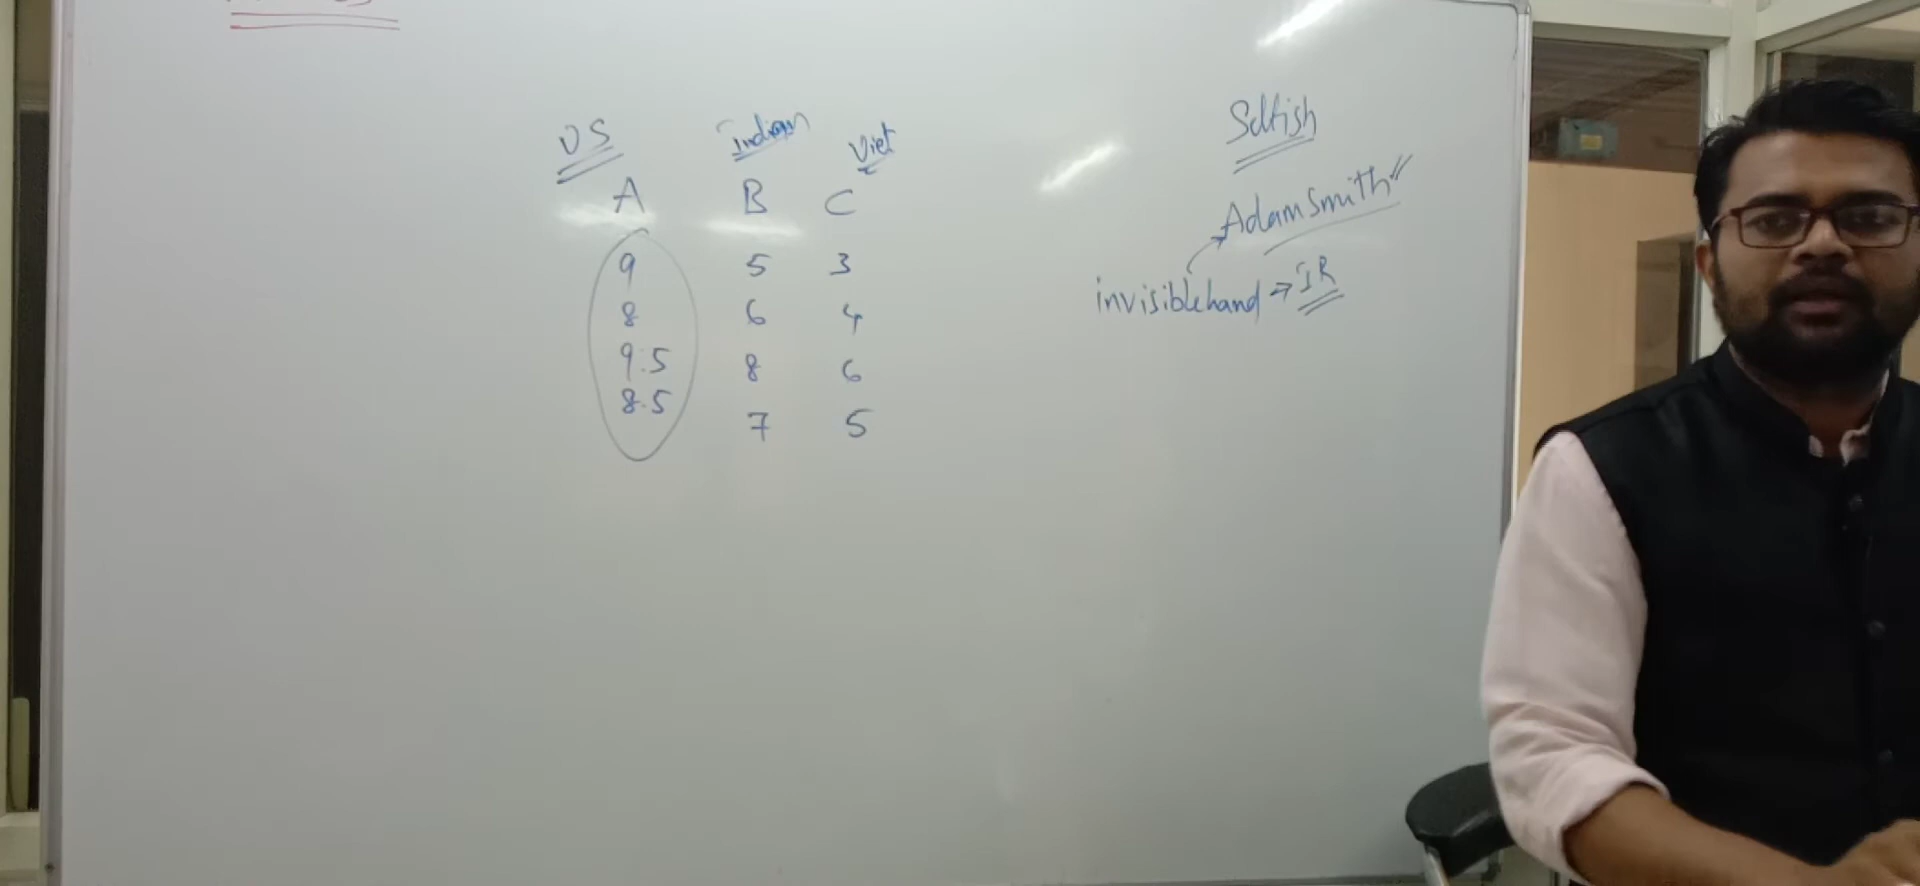 US Indian Viet
A B C
9 5 3
8 6 4
9.5 8 6
8.5 7 5
Selfish
Adam Smith
invisible hand → IR